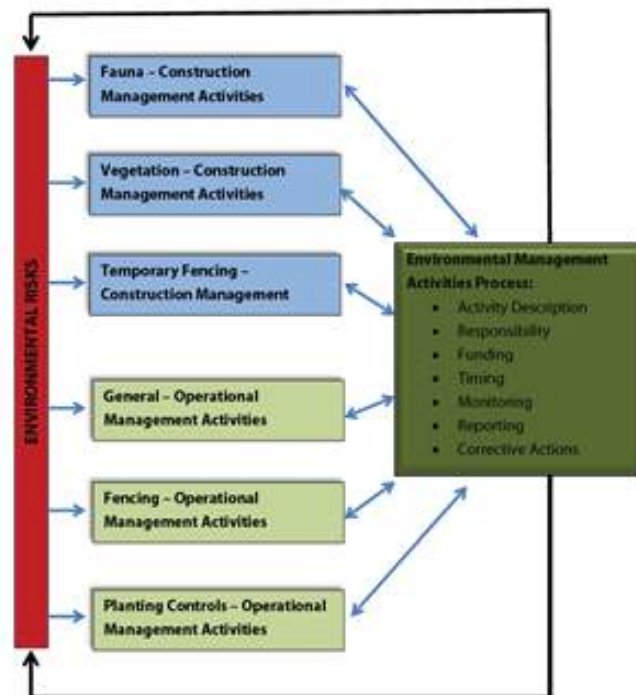 ENVIRONMENTAL RISKS
Fauna – Construction
Management Activities
Vegetation – Construction
Management Activities
Temporary Fencing –
Construction Management
General – Operational
Management Activities
Fencing – Operational
Management Activities
Planting Controls – Operational
Management Activities
Environmental Management
Activities Process:
• Activity Description
• Responsibility
• Funding
• Timing
• Monitoring
• Reporting
• Corrective Actions